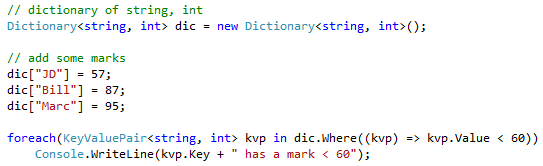 // dictionary of string, int
Dictionary<string, int> dic = new Dictionary<string, int>();
// add some marks
dic["JD"] = 57;
dic["Bill"] = 87;
dic["Marc"] = 95;
foreach(KeyValuePair<string, int> kvp in dic.Where((kvp) => kvp.Value < 60))
Console.WriteLine(kvp.Key + " has a mark < 60");